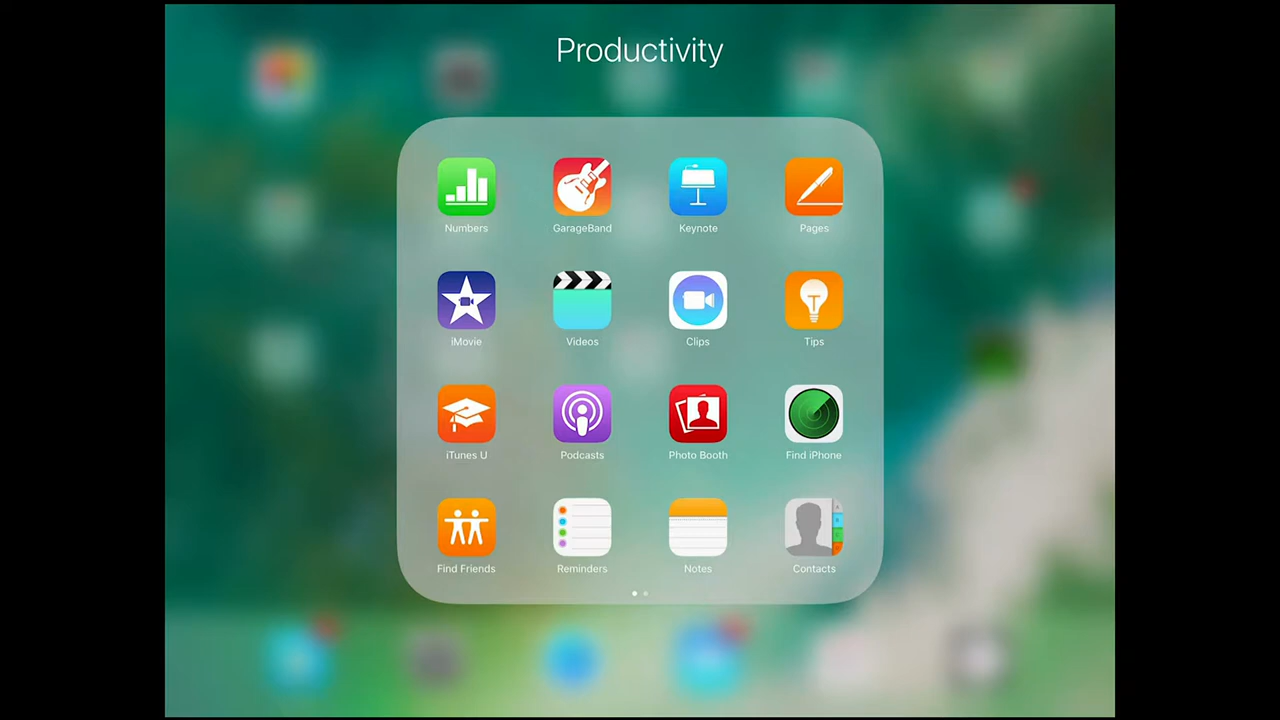 Productivity
Numbers GarageBand Keynote Pages
iMovie Videos Clips Tips
iTunes U Podcasts Photo Booth Find iPhone
Find Friends Reminders Notes Contacts